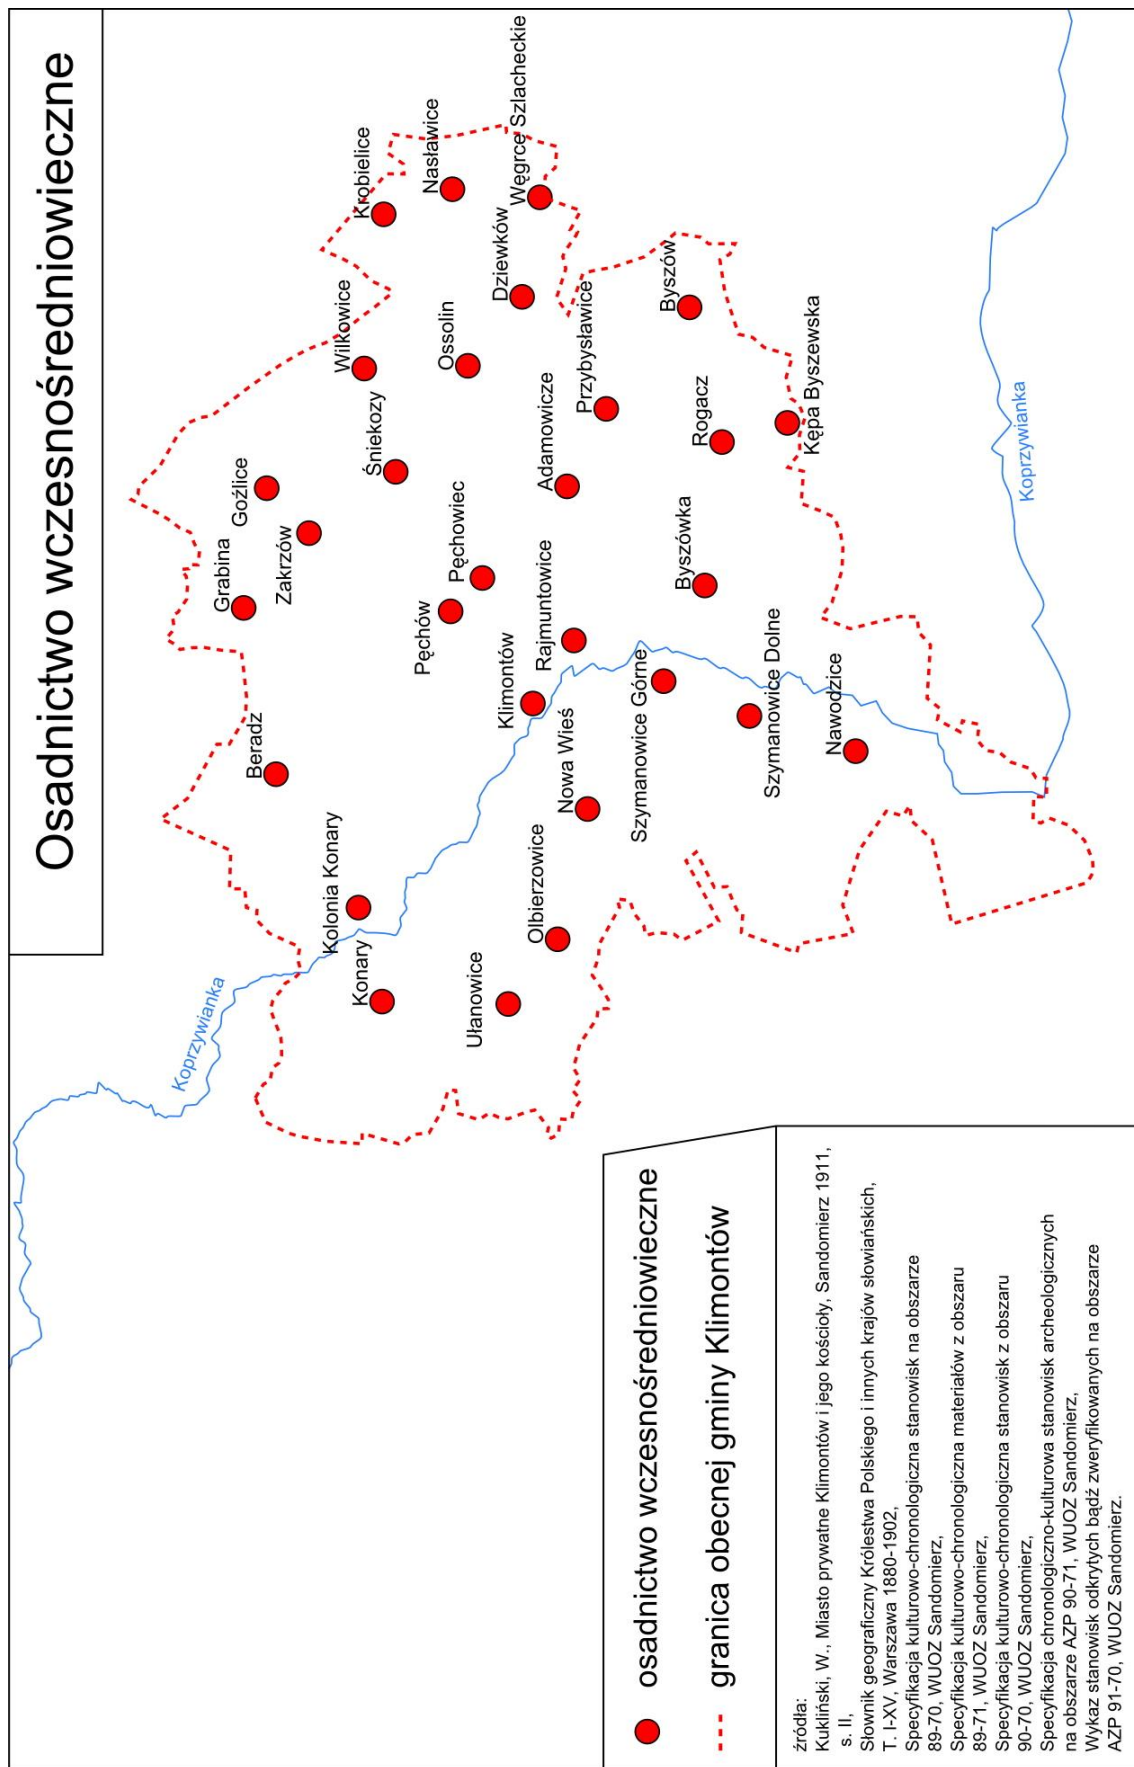 Osadnictwo wczesnośredniowieczne
Koprzywianka
Grabina
Goźlice
Beradz
Zakrzów
Kolonia Konary
Wilkowice
Krobielice
Konary
Śniekozy
Nasławice
Pęchów
Pęchowiec
Ossolin
Ułanowice
Klimontów
Dziewków
Węgrce Szlacheckie
Olbierzowice
Rajmuntowice
Adamowicze
Nowa Wieś
Przybysławice
Szymanowice Górne
Byszówka
Rogacz
Byszów
Szymanowice Dolne
Kępa Byszewska
Nawodzice
Koprzywianka
osadnictwo wczesnośredniowieczne
granica obecnej gminy Klimontów
źródła:
Kukliński, W., Miasto prywatne Klimontów i jego kościoły, Sandomierz 1911,
s. II,
Słownik geograficzny Królestwa Polskiego i innych krajów słowiańskich,
T. I-XV, Warszawa 1880-1902,
Specyfikacja kulturowo-chronologiczna stanowisk na obszarze
89-70, WUOZ Sandomierz,
Specyfikacja kulturowo-chronologiczna materiałów z obszaru
89-71, WUOZ Sandomierz,
Specyfikacja kulturowo-chronologiczna stanowisk z obszaru
90-70, WUOZ Sandomierz,
Specyfikacja chronologiczno-kulturowa stanowisk archeologicznych
na obszarze AZP 90-71, WUOZ Sandomierz,
Wykaz stanowisk odkrytych bądź zweryfikowanych na obszarze
AZP 91-70, WUOZ Sandomierz.